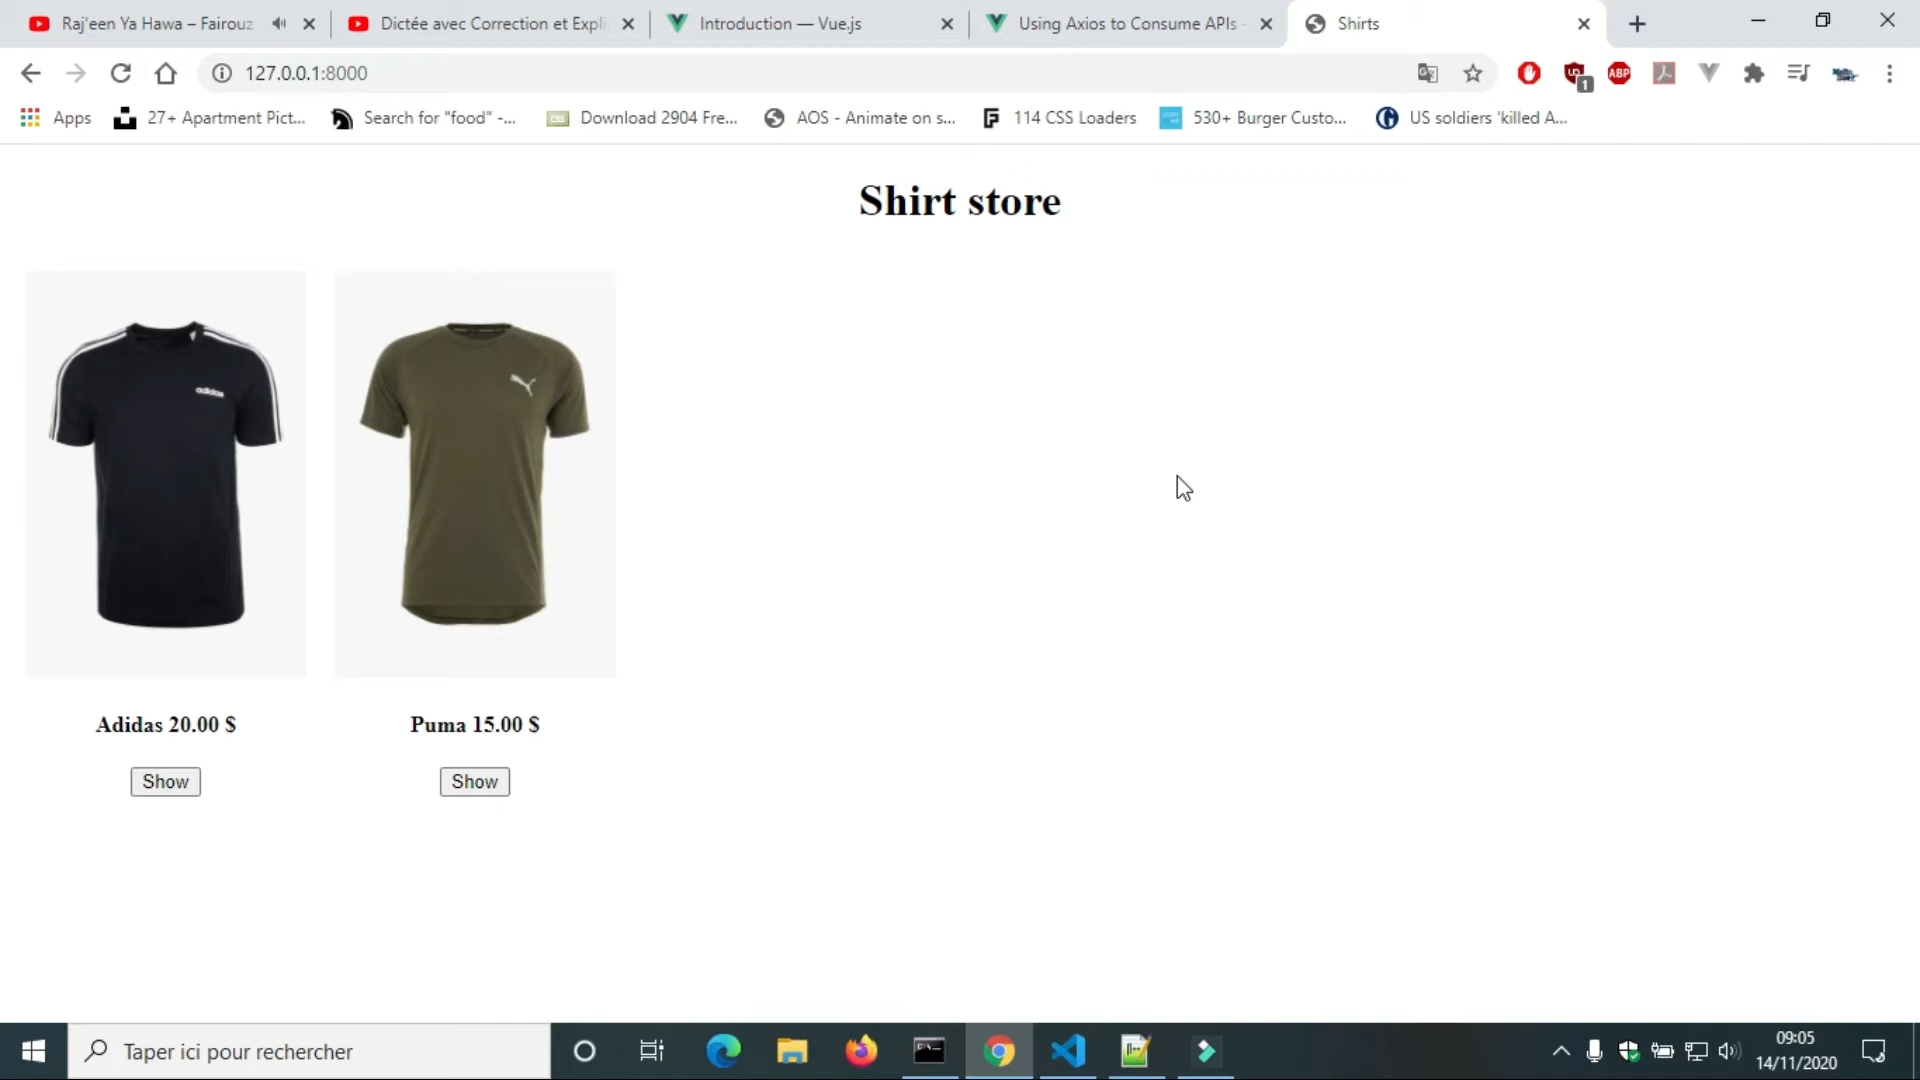 Raj'een Ya Hawa – Fairouz
Dictée avec Correction et Expli
Introduction — Vue.js
Using Axios to Consume APIs -
Shirts
127.0.0.1:8000
ABP
1
Apps
27+ Apartment Pict...
Search for "food" -...
Download 2904 Fre...
AOS - Animate on s...
114 CSS Loaders
530+ Burger Custo...
US soldiers 'killed A...
Shirt store
adidas
Adidas 20.00 $
Puma 15.00 $
Show
Show
Taper ici pour rechercher
09:05
14/11/2020